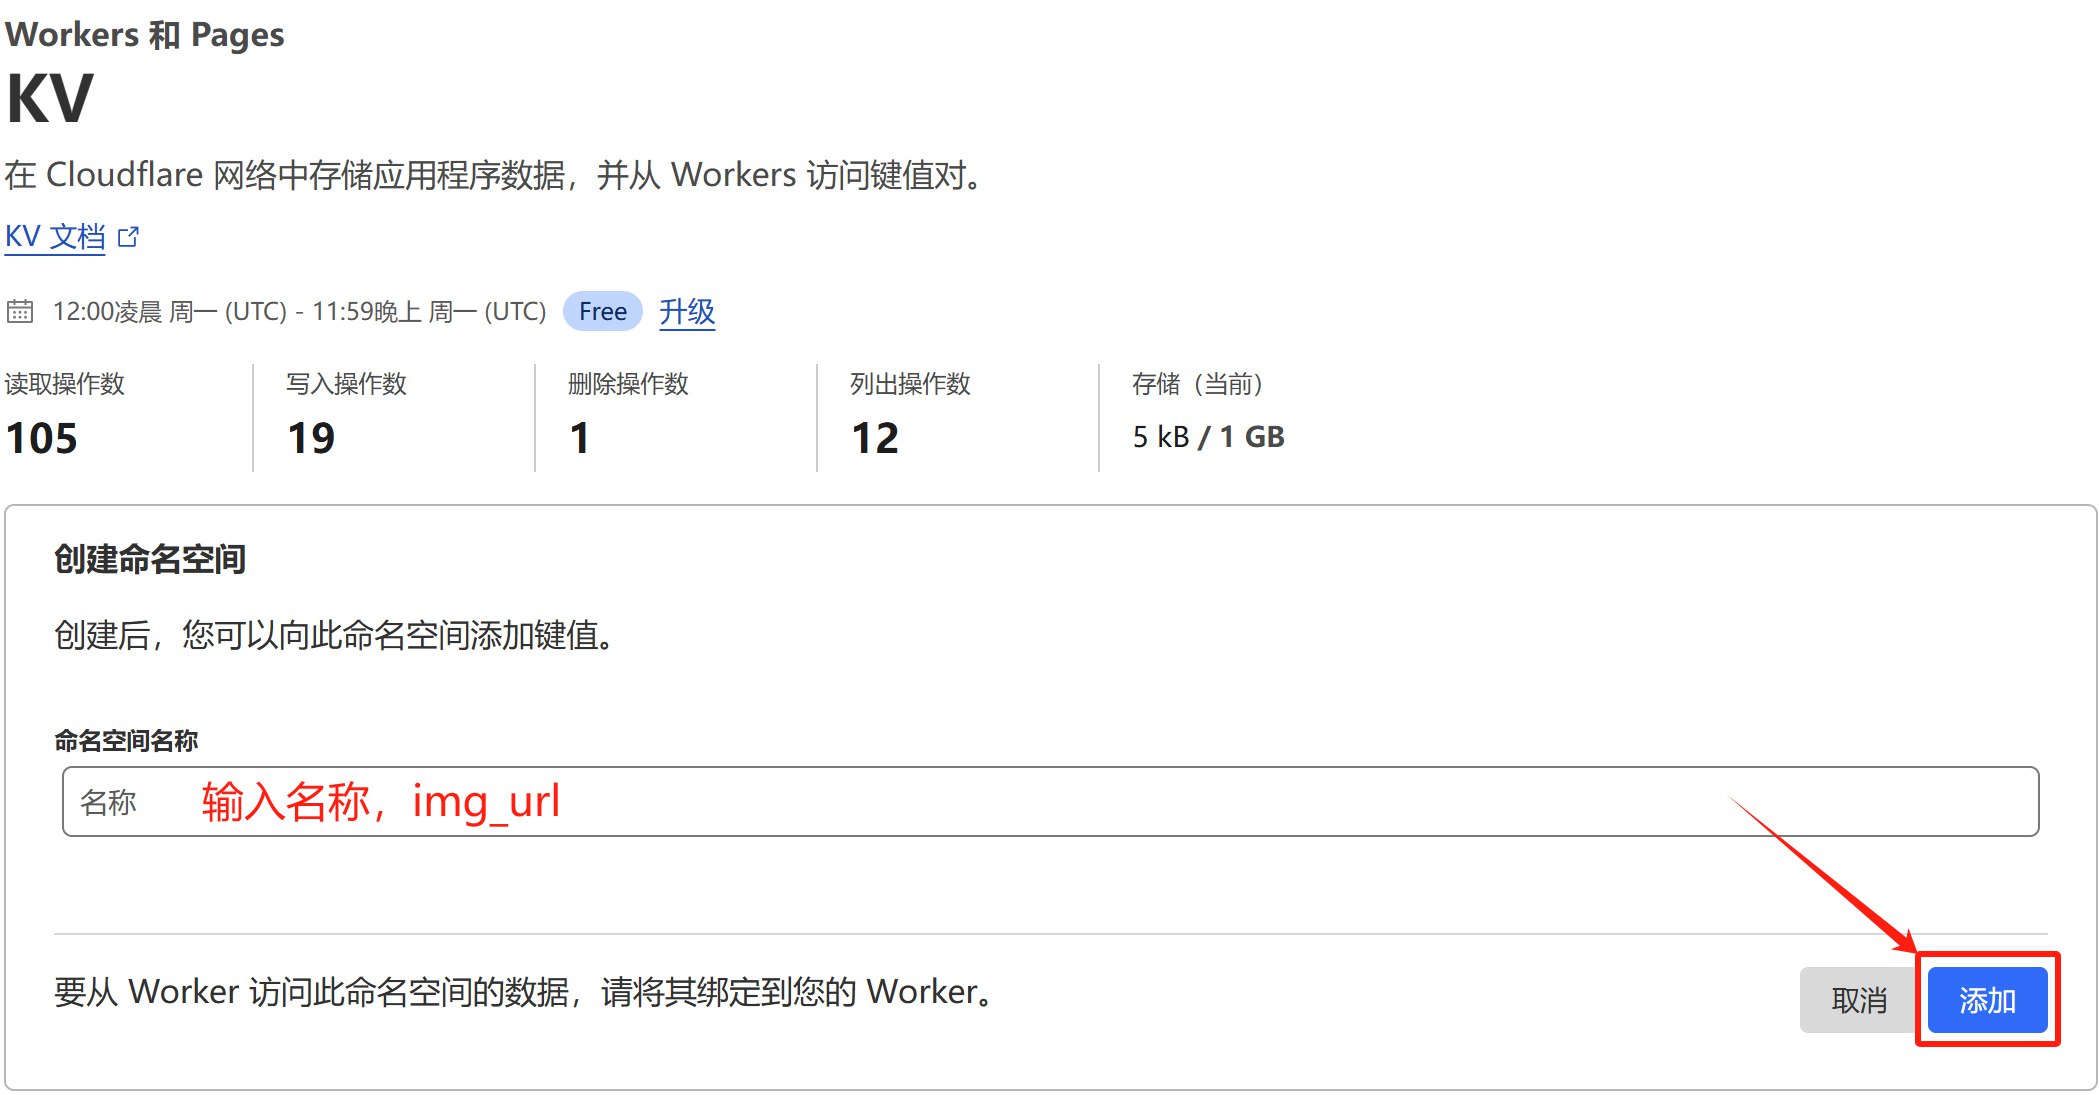 Workers 和 Pages
KV
在 Cloudflare 网络中存储应用程序数据，并从 Workers 访问键值对。
KV 文档
12:00凌晨 周一 (UTC) - 11:59晚上 周一 (UTC) Free 升级
读取操作数 写入操作数 删除操作数 列出操作数 存储（当前）
105 19 1 12 5 kB / 1 GB
创建命名空间
创建后，您可以向此命名空间添加键值。
命名空间名称
名称 输入名称，img_url
要从 Worker 访问此命名空间的数据，请将其绑定到您的 Worker。 取消 添加